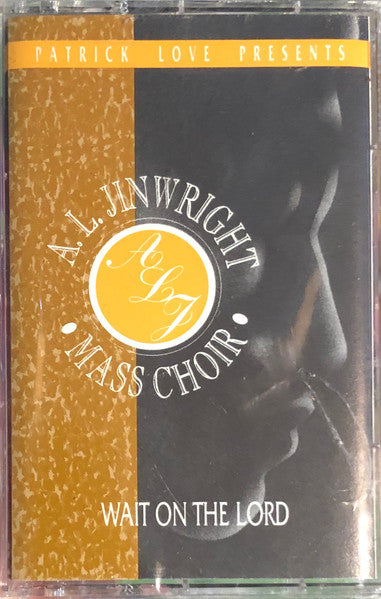 PATRICK LOVE PRESENTS
A. L. JINWRIGHT
ALJ
• MASS CHOIR •
WAIT ON THE LORD